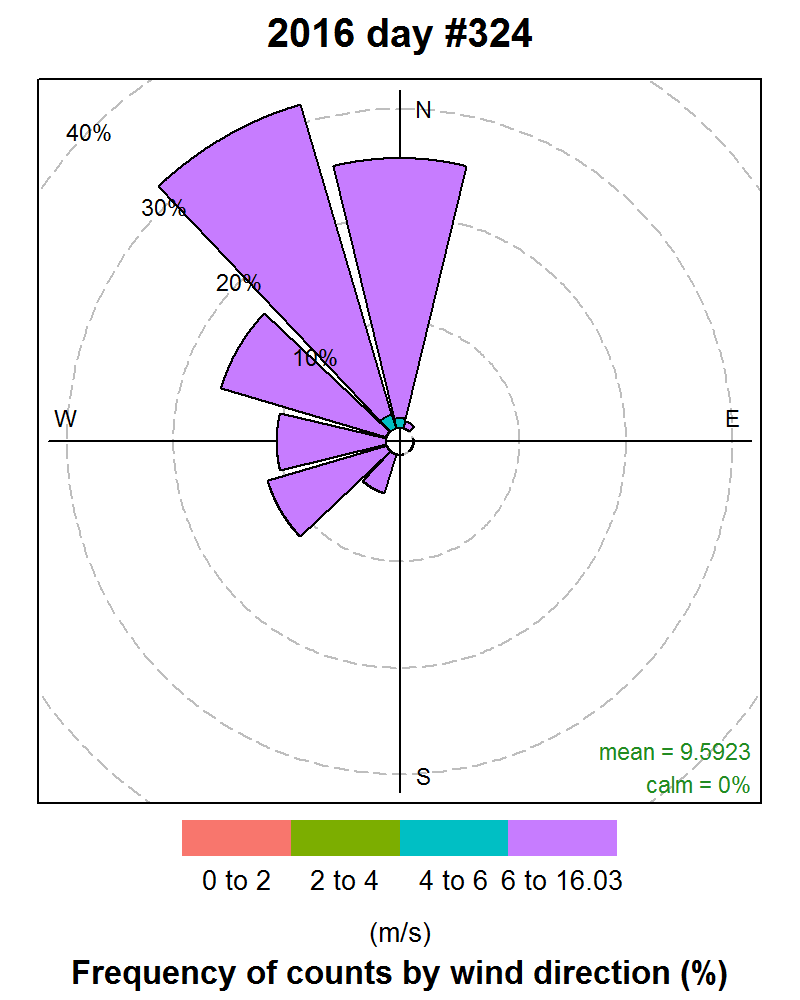 2016 day #324
N
40%
30%
20%
10%
W
E
S
mean = 9.5923
calm = 0%
0 to 2 2 to 4 4 to 6 6 to 16.03
(m/s)
Frequency of counts by wind direction (%)